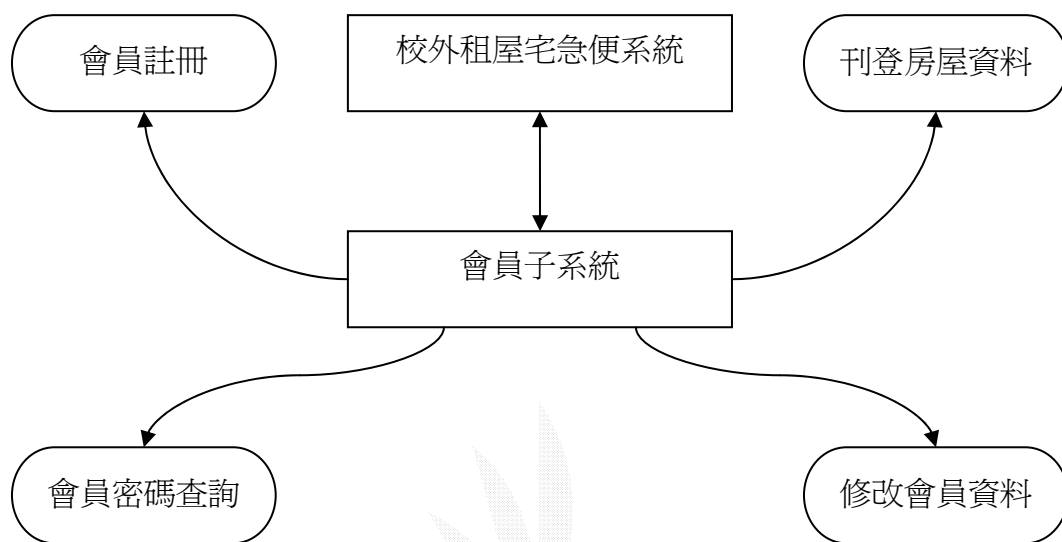 會員註冊
校外租屋宅急便系統
刊登房屋資料
會員子系統
會員密碼查詢
修改會員資料